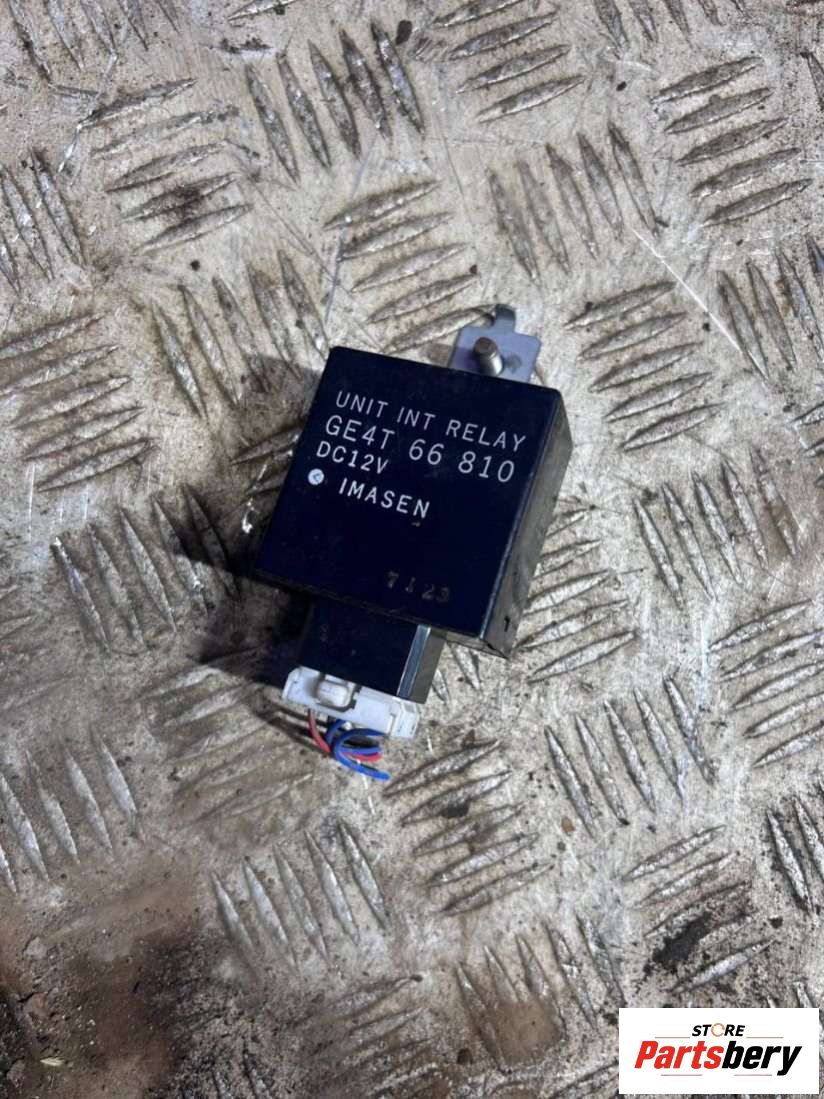 UNIT INT RELAY
GE4T 66 810
DC12V
IMASEN
7123
STORE
Partsbery